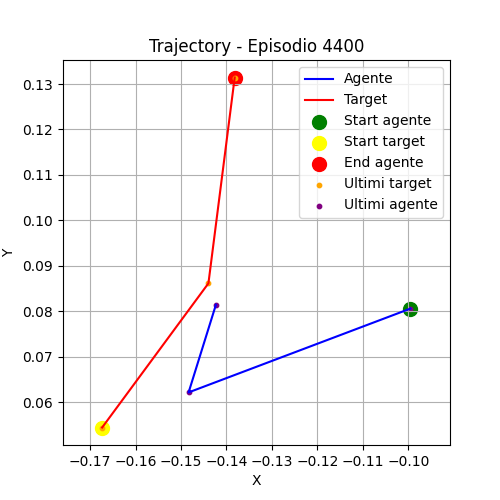 Trajectory - Episodio 4400
Agente
Target
Start agente
Start target
End agente
Ultimi target
Ultimi agente
0.13
0.12
0.11
0.10
0.09
0.08
0.07
0.06
Y
−0.17 −0.16 −0.15 −0.14 −0.13 −0.12 −0.11 −0.10
X